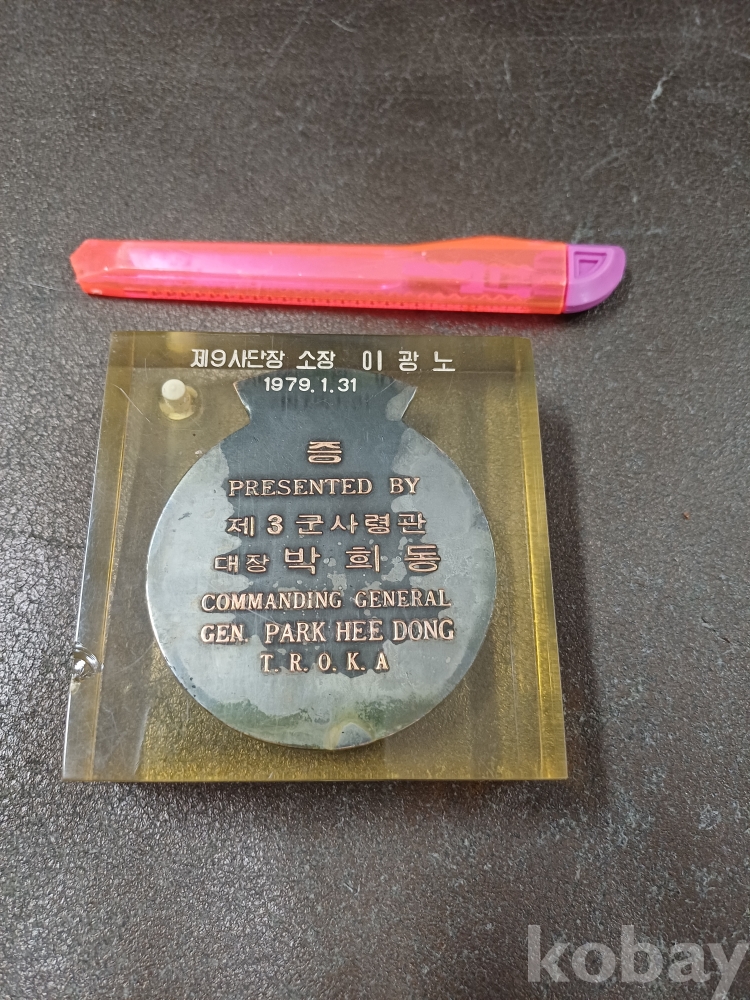 제9사단장 소장 이광노
1979.1.31
증
PRESENTED BY
제3군사령관
대장 박희동
COMMANDING GENERAL
GEN. PARK HEE DONG
T.R.O.K.A
kobay